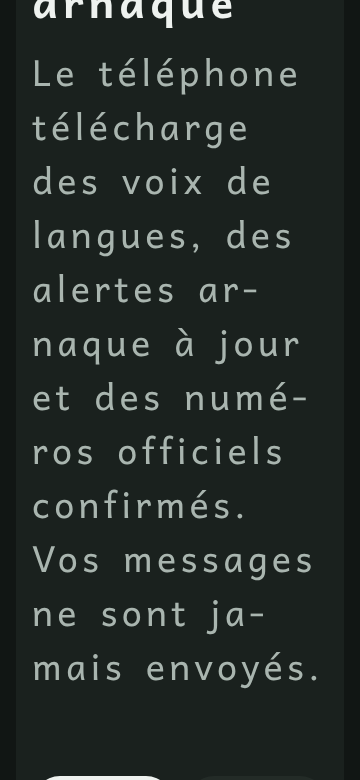 arnaque
Le téléphone
télécharge
des voix de
langues, des
alertes ar-
naque à jour
et des numé-
ros officiels
confirmés.
Vos messages
ne sont ja-
mais envoyés.